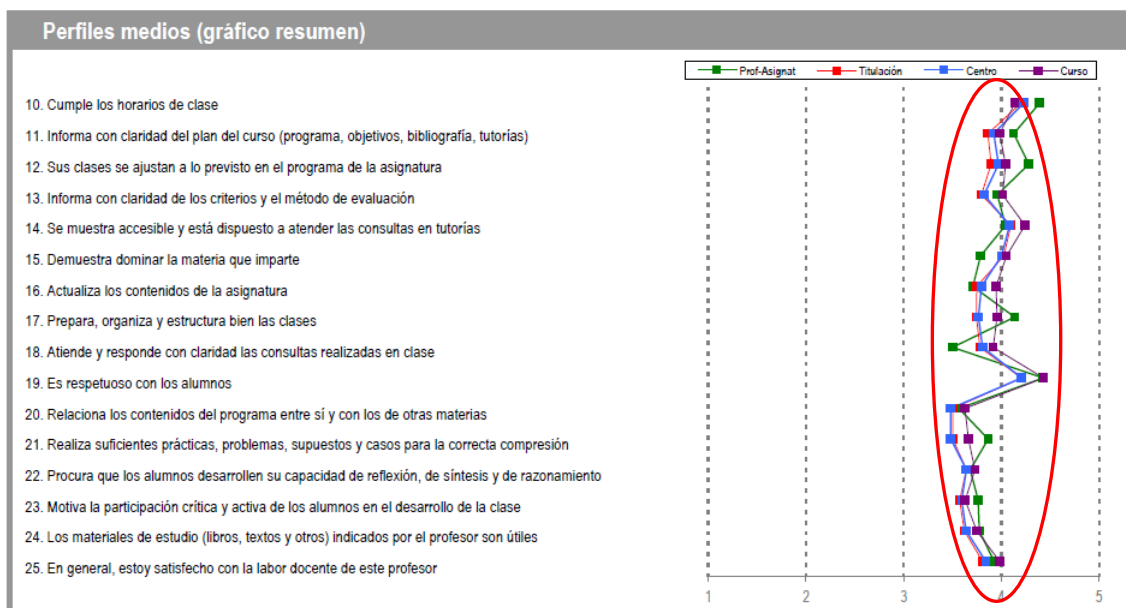 Perfiles medios (gráfico resumen)
Prof-Asignat Titulación Centro Curso
10. Cumple los horarios de clase
11. Informa con claridad del plan del curso (programa, objetivos, bibliografía, tutorías)
12. Sus clases se ajustan a lo previsto en el programa de la asignatura
13. Informa con claridad de los criterios y el método de evaluación
14. Se muestra accesible y está dispuesto a atender las consultas en tutorías
15. Demuestra dominar la materia que imparte
16. Actualiza los contenidos de la asignatura
17. Prepara, organiza y estructura bien las clases
18. Atiende y responde con claridad las consultas realizadas en clase
19. Es respetuoso con los alumnos
20. Relaciona los contenidos del programa entre sí y con los de otras materias
21. Realiza suficientes prácticas, problemas, supuestos y casos para la correcta compresión
22. Procura que los alumnos desarrollen su capacidad de reflexión, de síntesis y de razonamiento
23. Motiva la participación crítica y activa de los alumnos en el desarrollo de la clase
24. Los materiales de estudio (libros, textos y otros) indicados por el profesor son útiles
25. En general, estoy satisfecho con la labor docente de este profesor
1 2 3 4 5